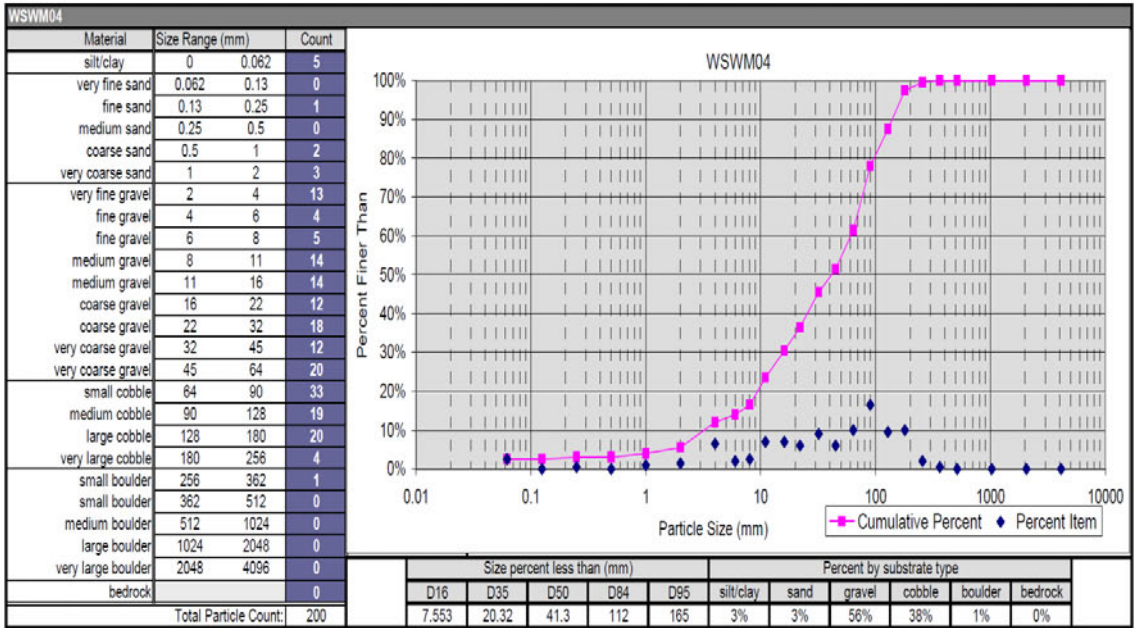 WSWM04
Material Size Range (mm) Count
silt/clay 0 0.062 5
very fine sand 0.062 0.13 0
fine sand 0.13 0.25 1
medium sand 0.25 0.5 0
coarse sand 0.5 1 2
very coarse sand 1 2 3
very fine gravel 2 4 13
fine gravel 4 6 4
fine gravel 6 8 5
medium gravel 8 11 14
medium gravel 11 16 14
coarse gravel 16 22 12
coarse gravel 22 32 18
very coarse gravel 32 45 12
very coarse gravel 45 64 20
small cobble 64 90 33
medium cobble 90 128 19
large cobble 128 180 20
very large cobble 180 256 4
small boulder 256 362 1
small boulder 362 512 0
medium boulder 512 1024 0
large boulder 1024 2048 0
very large boulder 2048 4096 0
bedrock 0
Total Particle Count: 200
WSWM04
Percent Finer Than
100%
90%
80%
70%
60%
50%
40%
30%
20%
10%
0%
0.01 0.1 1 10 100 1000 10000
Particle Size (mm)
Cumulative Percent Percent Item
Size percent less than (mm) Percent by substrate type
D16 D35 D50 D84 D95 silt/clay sand gravel cobble boulder bedrock
7.553 20.32 41.3 112 165 3% 3% 56% 38% 1% 0%